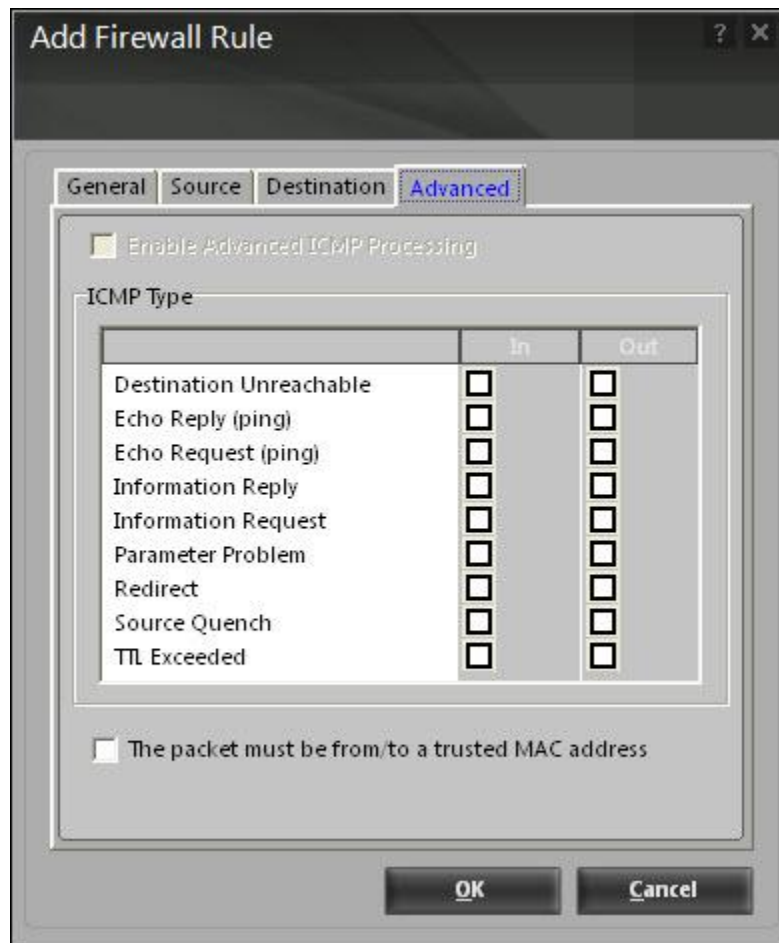 Add Firewall Rule
? ×
General Source Destination Advanced
Enable Advanced ICMP Processing
ICMP Type
In Out
Destination Unreachable
Echo Reply (ping)
Echo Request (ping)
Information Reply
Information Request
Parameter Problem
Redirect
Source Quench
TTL Exceeded
The packet must be from/to a trusted MAC address
OK Cancel